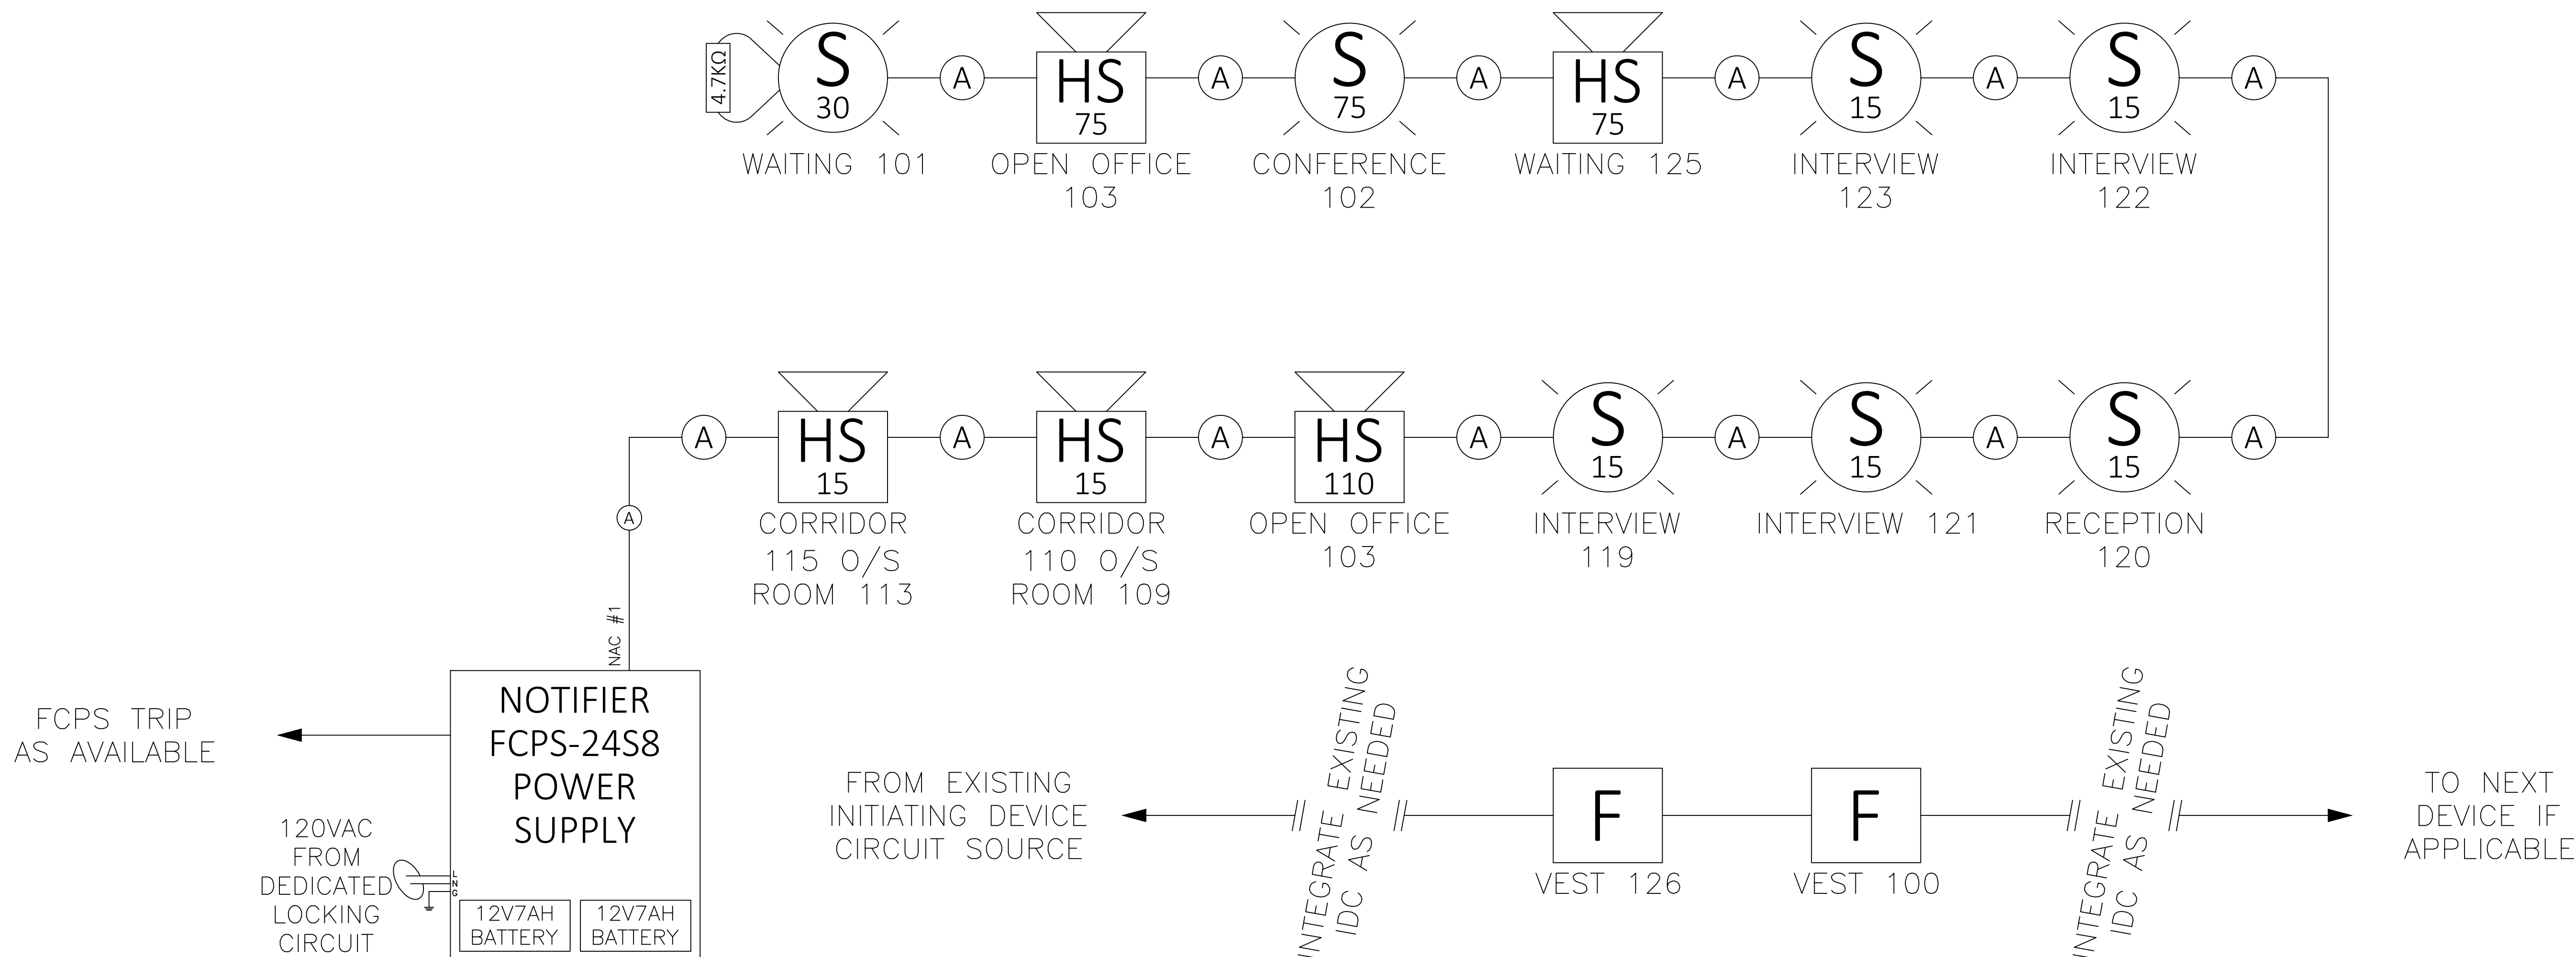 4.7KΩ
S
30
WAITING 101
A
HS
75
OPEN OFFICE
103
A
S
75
CONFERENCE
102
A
HS
75
WAITING 125
A
S
15
INTERVIEW
123
A
S
15
INTERVIEW
122
A
A
A
HS
15
CORRIDOR
115 O/S
ROOM 113
A
HS
15
CORRIDOR
110 O/S
ROOM 109
A
HS
110
OPEN OFFICE
103
A
S
15
INTERVIEW
119
A
S
15
INTERVIEW 121
A
S
15
RECEPTION
120
A
NAC #1
FCPS TRIP
AS AVAILABLE
NOTIFIER
FCPS-24S8
POWER
SUPPLY
120VAC
FROM
DEDICATED
LOCKING
CIRCUIT
L
N
G
12V7AH
BATTERY
12V7AH
BATTERY
FROM EXISTING
INITIATING DEVICE
CIRCUIT SOURCE
INTEGRATE EXISTING
IDC AS NEEDED
F
VEST 126
F
VEST 100
INTEGRATE EXISTING
IDC AS NEEDED
TO NEXT
DEVICE IF
APPLICABLE